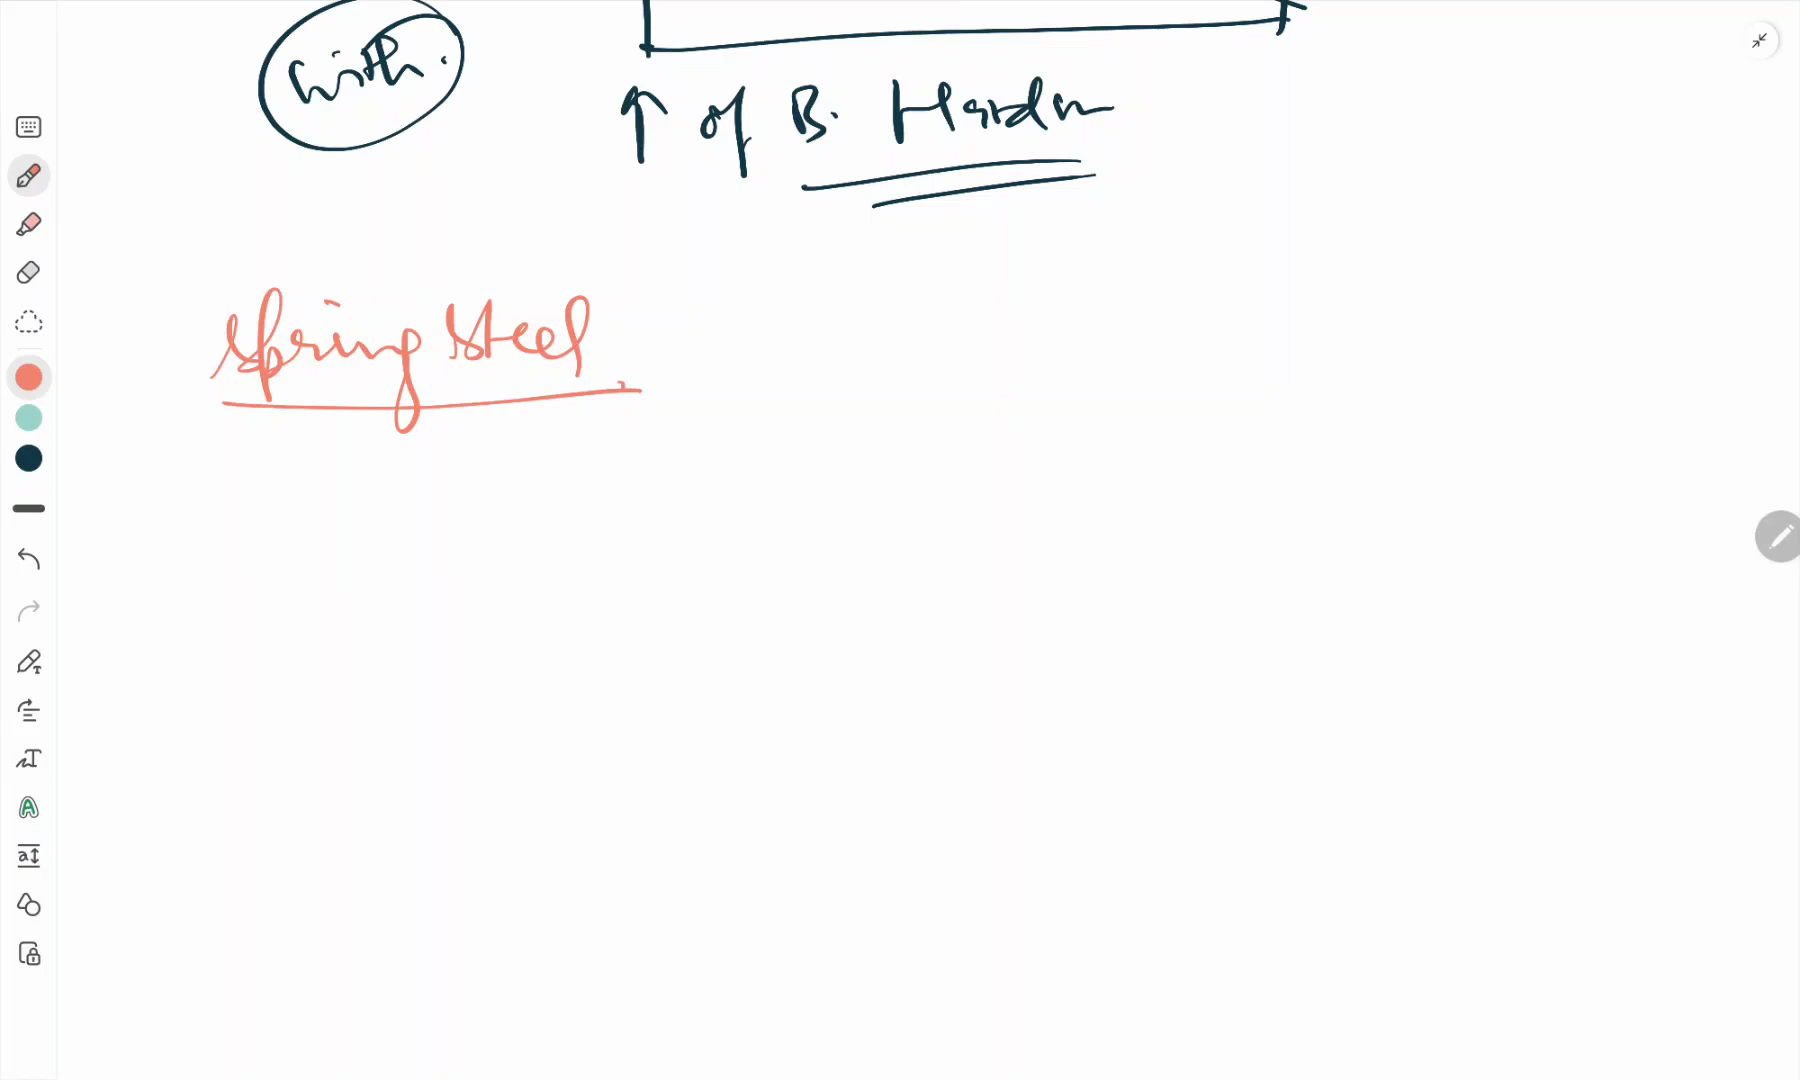 with.
↑ of B. Hardn
Spring Steel